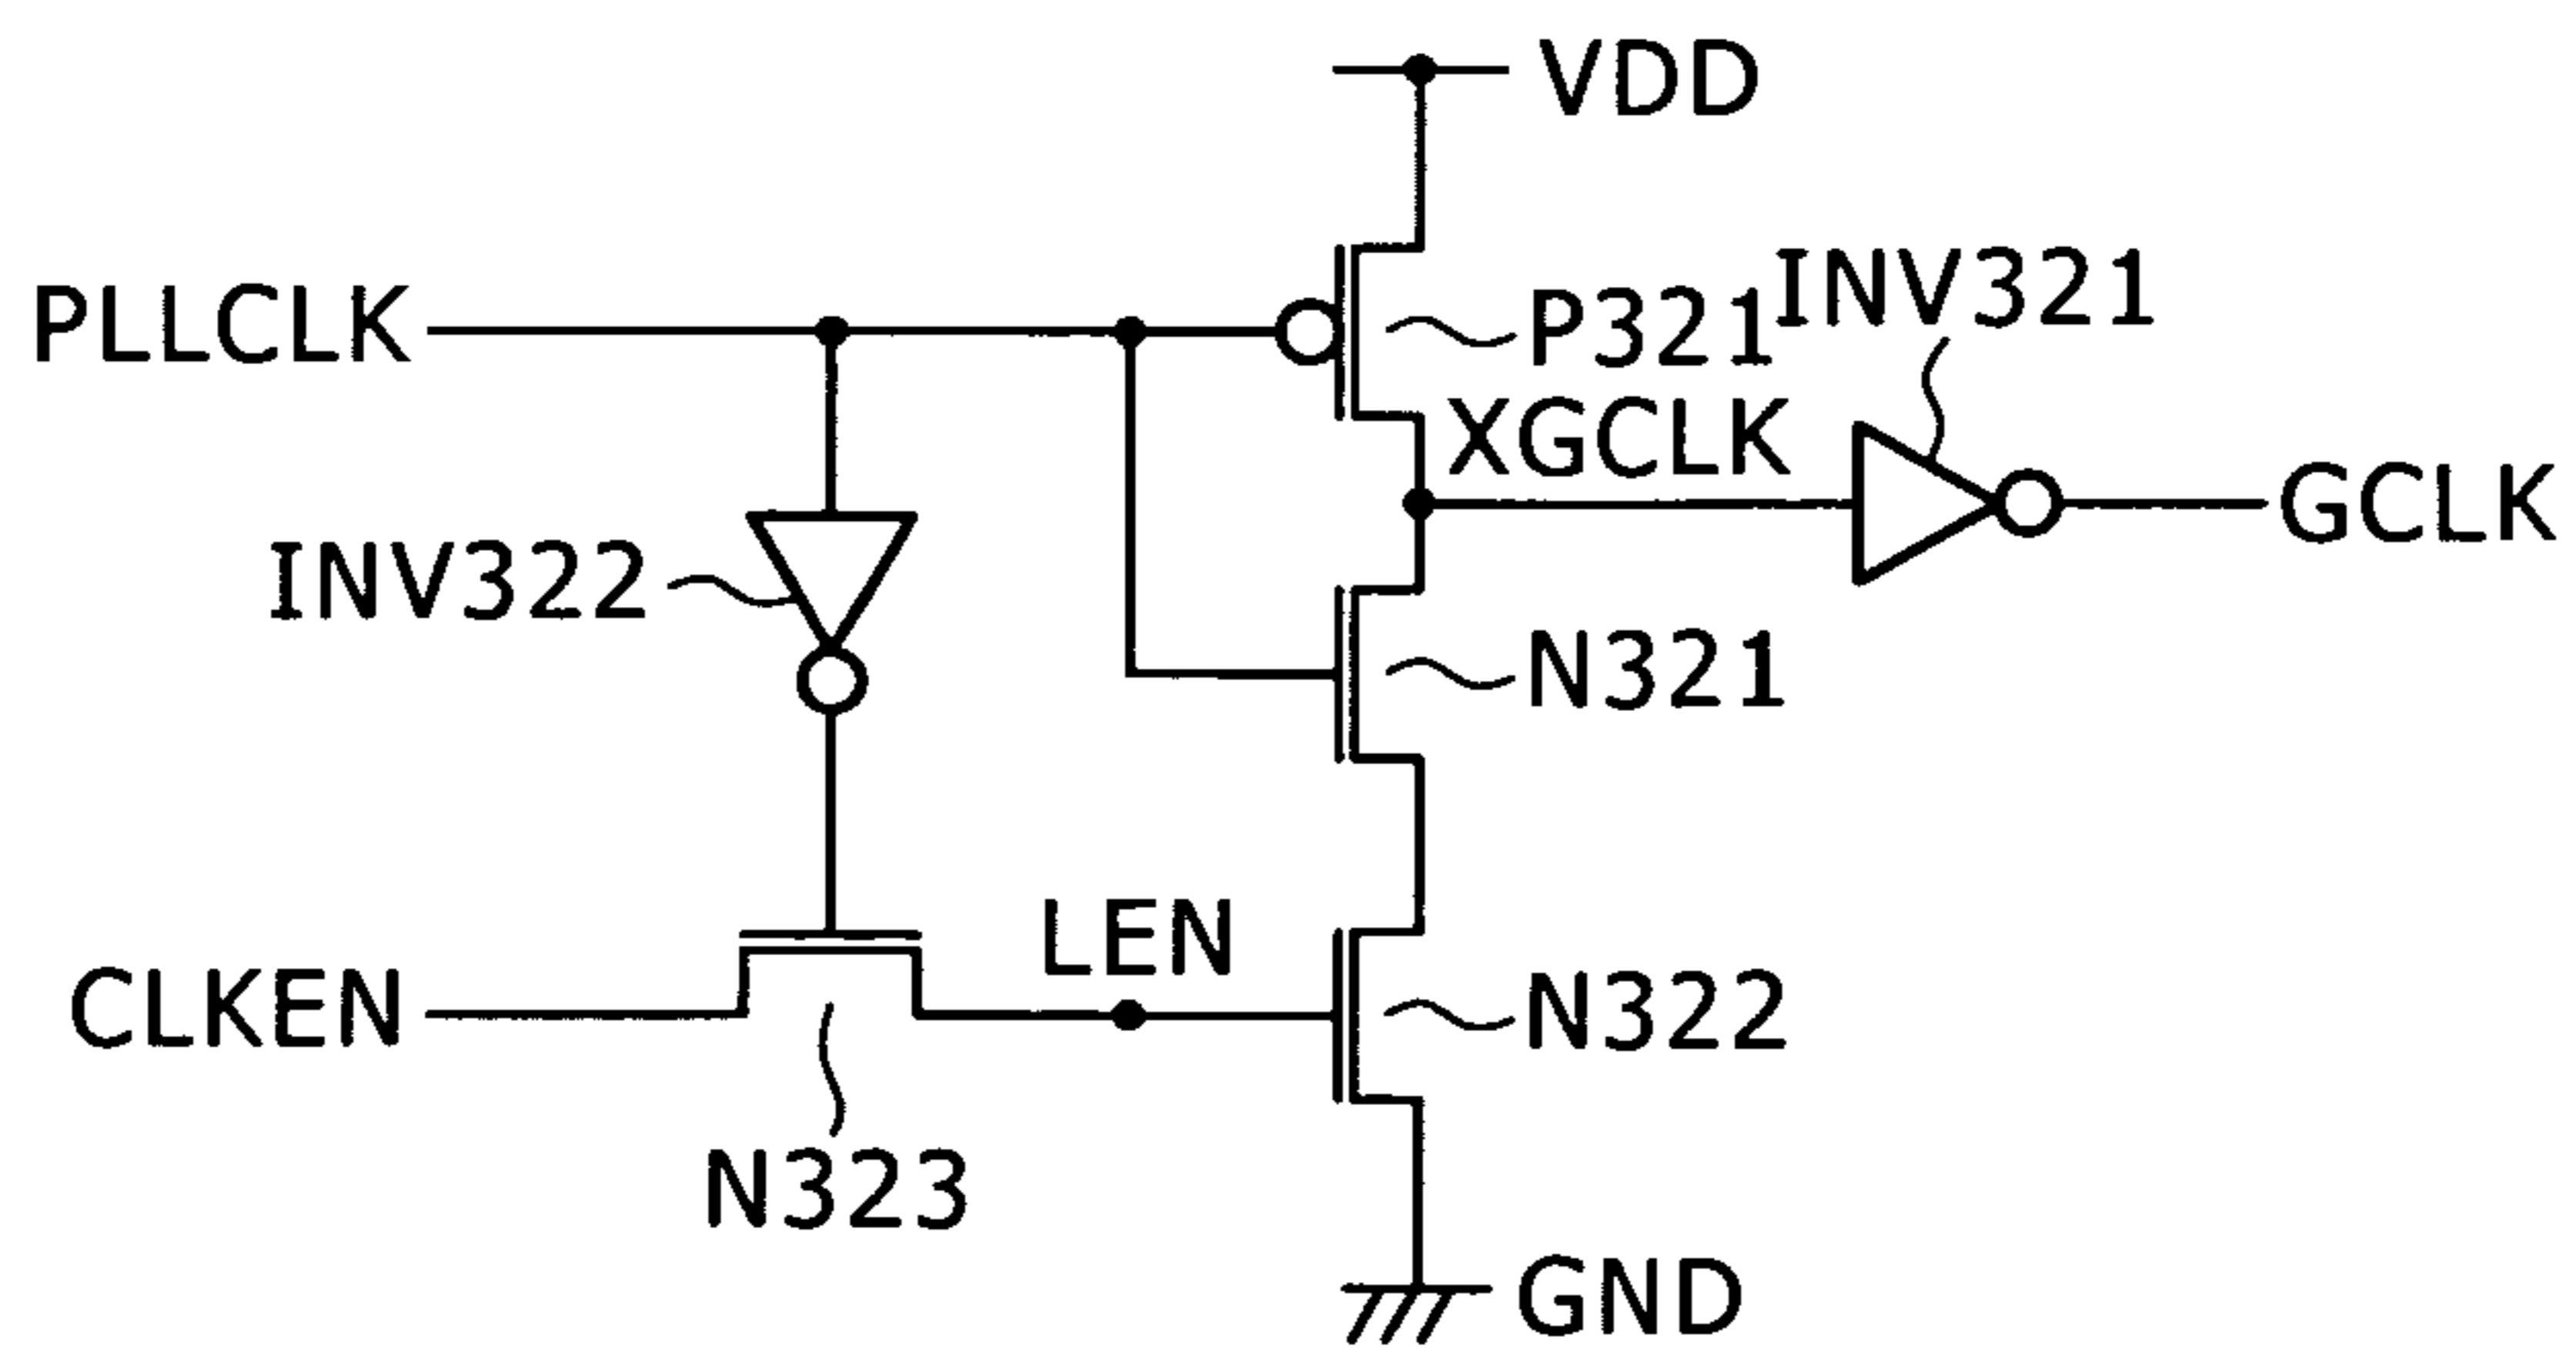 VDD
PLLCLK
P321
INV321
XGCLK
GCLK
INV322
N321
LEN
CLKEN
N322
N323
GND